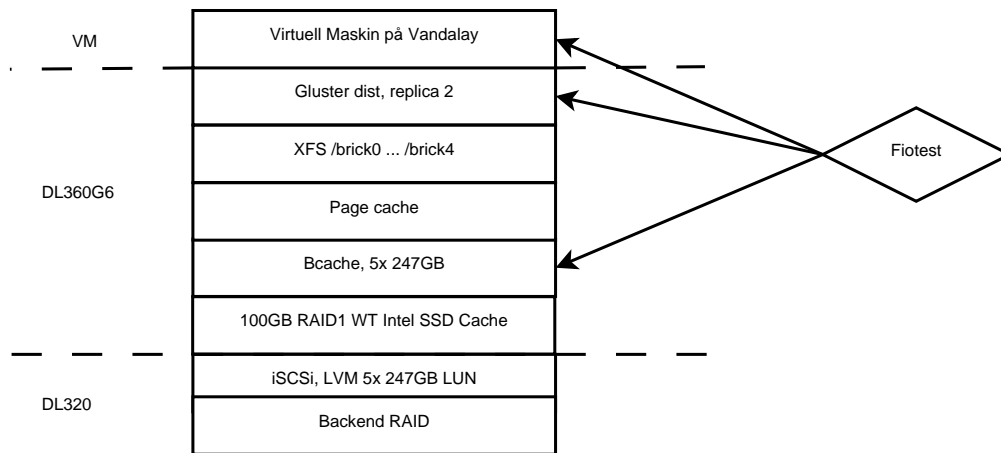 Virtuell Maskin på Vandalay
VM
Gluster dist, replica 2
XFS /brick0 ... /brick4
Fiotest
DL360G6
Page cache
Bcache, 5x 247GB
100GB RAID1 WT Intel SSD Cache
iSCSi, LVM 5x 247GB LUN
DL320
Backend RAID